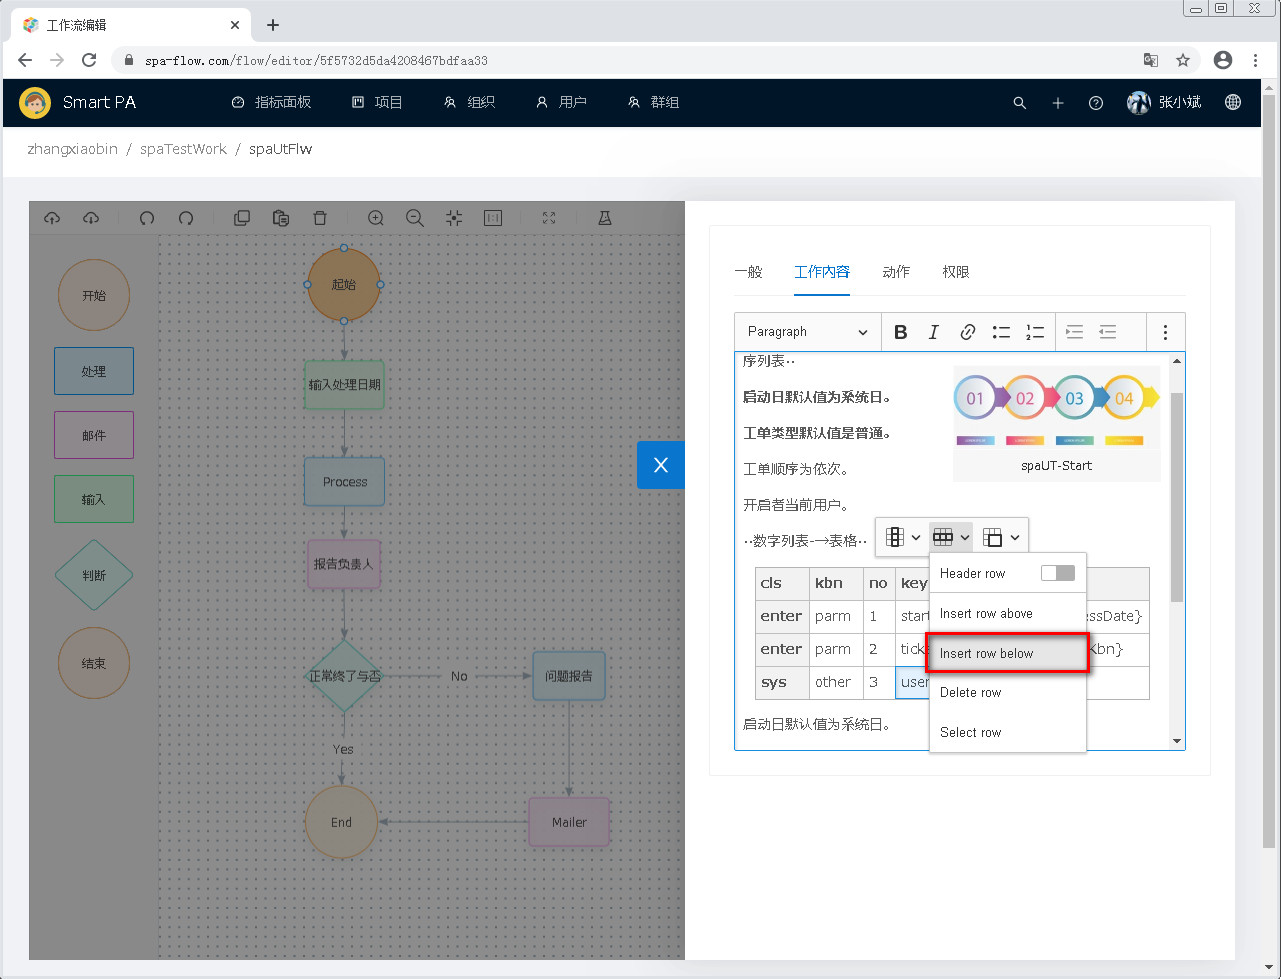 工作流编辑
spa-flow.com/flow/editor/5f5732d5da4208467bdfaa33
Smart PA
指标面板
项目
组织
用户
群组
张小斌
zhangxiaobin / spaTestWork / spaUtFlw
开始
处理
邮件
输入
判断
结束
起始
输入处理日期
Process
报告负责人
正常终了与否
No
问题报告
Yes
End
Mailer
X
一般
工作内容
动作
权限
Paragraph
序列表··
启动日默认值为系统日。
工单类型默认值是普通。
工单顺序为依次。
开启者当前用户。
01 02 03 04
spaUT-Start
··数字列表-→表格··
cls kbn no key
enter parm 1 start ssDate}
enter parm 2 tick Kbn}
sys other 3 user
启动日默认值为系统日。
Header row
Insert row above
Insert row below
Delete row
Select row